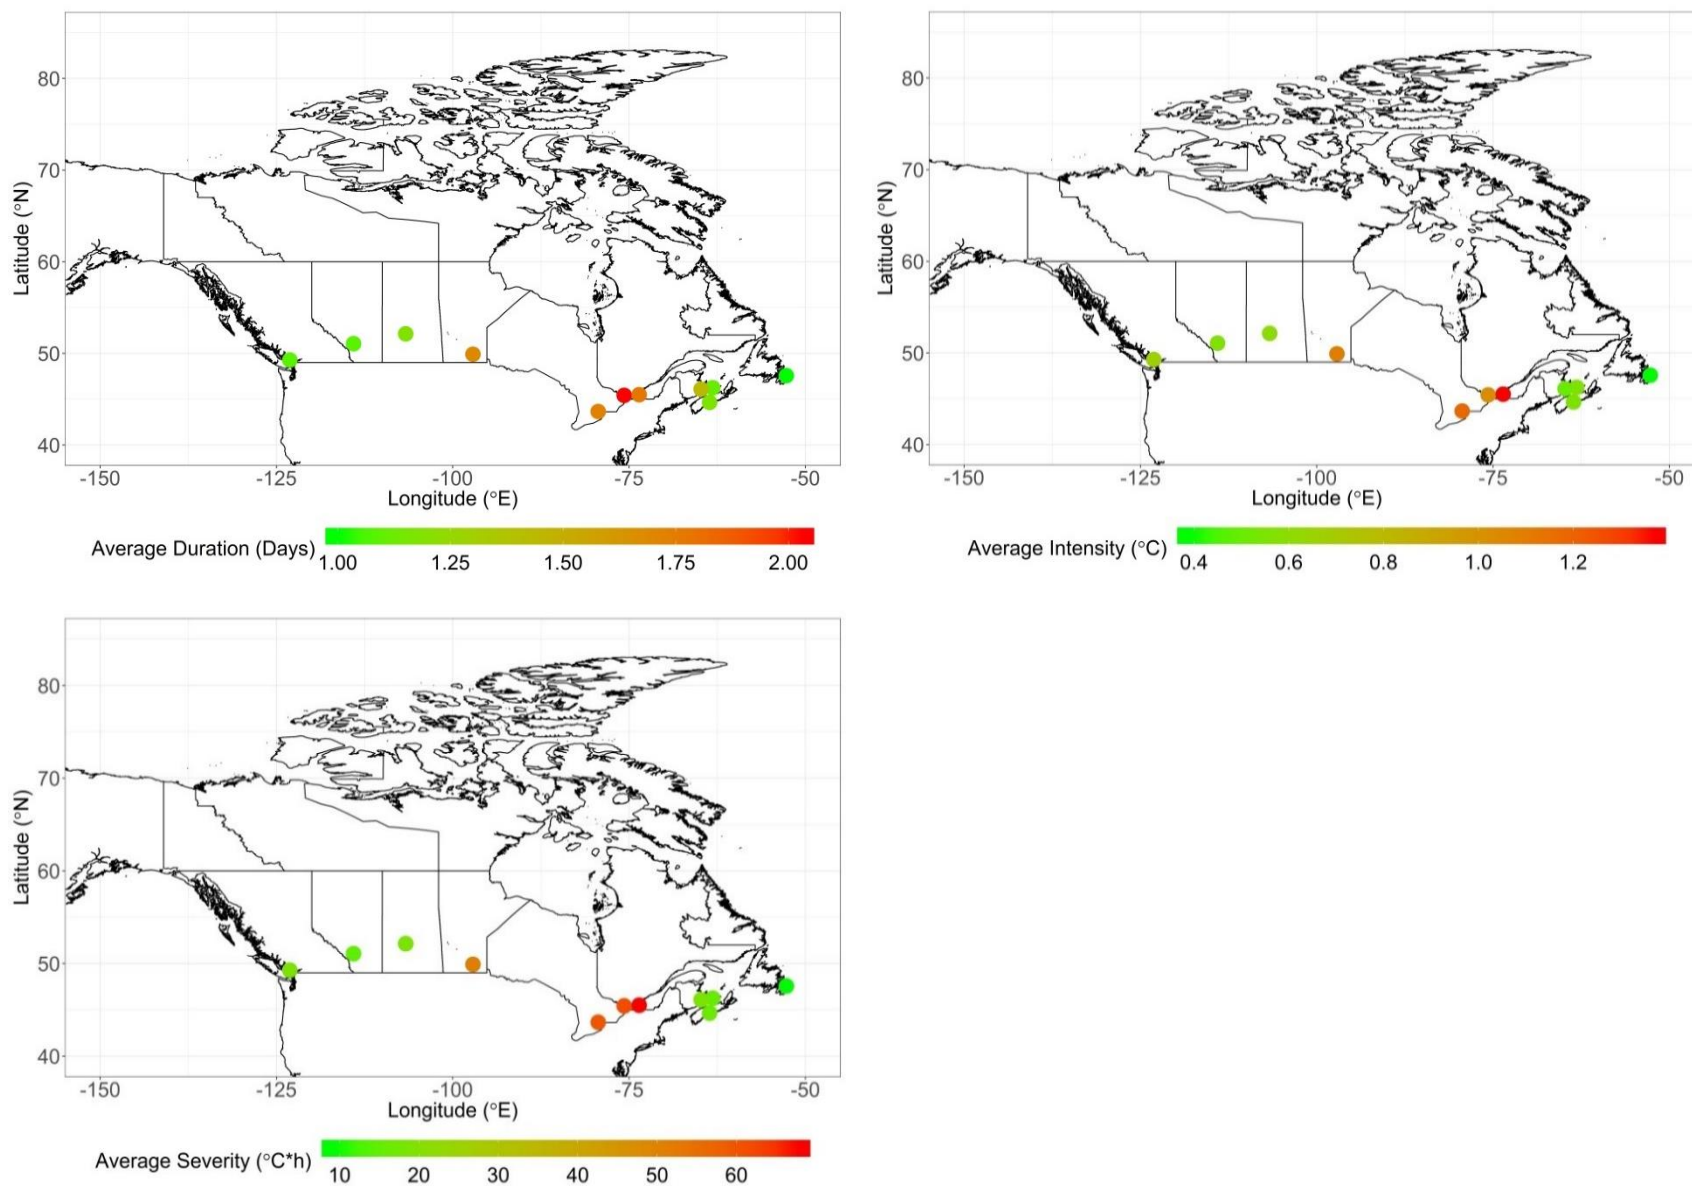 80
70
60
50
40
Latitude (°N)
-150 -125 -100 -75 -50
Longitude (°E)
Average Duration (Days)
1.00 1.25 1.50 1.75 2.00
80
70
60
50
40
Latitude (°N)
-150 -125 -100 -75 -50
Longitude (°E)
Average Intensity (°C)
0.4 0.6 0.8 1.0 1.2
80
70
60
50
40
Latitude (°N)
-150 -125 -100 -75 -50
Longitude (°E)
Average Severity (°C*h)
10 20 30 40 50 60